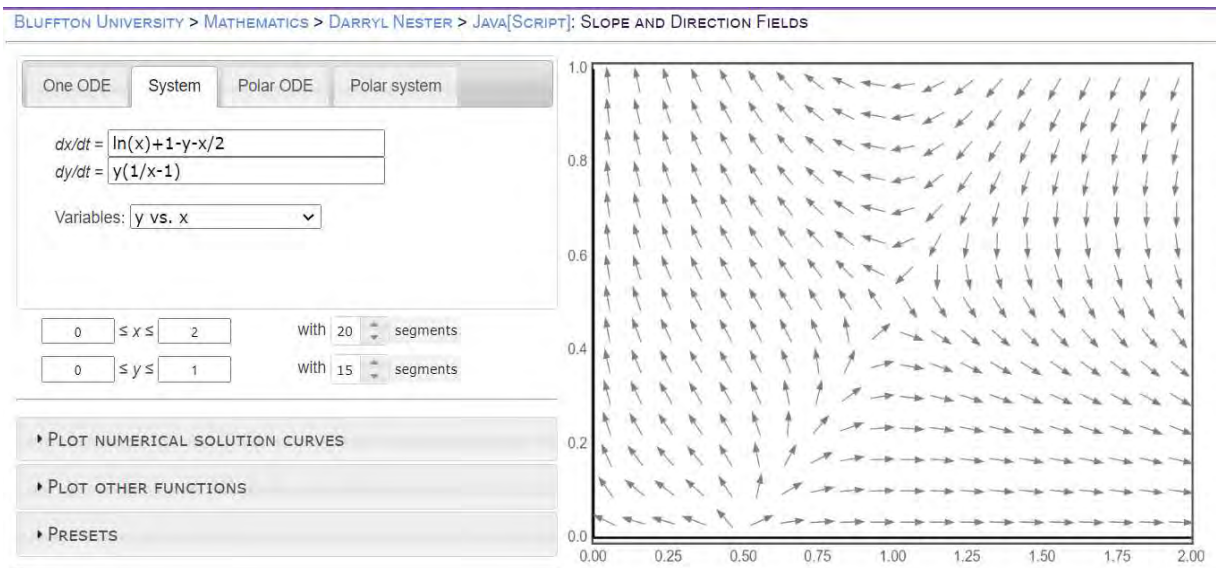 BLUFFTON UNIVERSITY > MATHEMATICS > DARRYL NESTER > JAVA[SCRIPT]: SLOPE AND DIRECTION FIELDS
One ODE System Polar ODE Polar system
dx/dt = ln(x)+1-y-x/2
dy/dt = y(1/x-1)
Variables: y vs. x
0 ≤ x ≤ 2 with 20 segments
0 ≤ y ≤ 1 with 15 segments
PLOT NUMERICAL SOLUTION CURVES
PLOT OTHER FUNCTIONS
PRESETS
1.0
0.8
0.6
0.4
0.2
0.0
0.00 0.25 0.50 0.75 1.00 1.25 1.50 1.75 2.00